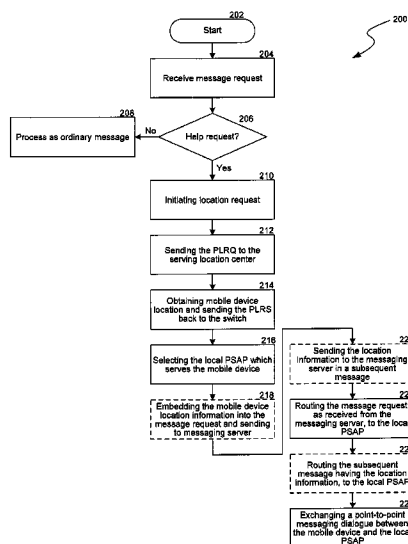 200
202
Start
204
Receive message request
206
Help request?
208
Process as ordinary message
No
Yes
210
Initiating location request
212
Sending the PLRQ to the
serving location center
214
Obtaining mobile device
location and sending the PLRS
back to the switch
216
Selecting the local PSAP which
serves the mobile device
218
Embedding the mobile device
location information into the
message request and sending
to messaging server
22
Sending the location
information to the messaging
server in a subsequent
message
22
Routing the message request
as received from the
messaging server, to the local
PSAP
22
Routing the subsequent
message having the location
information, to the local PSAP
22
Exchanging a point-to-point
messaging dialogue between
the mobile device and the local
PSAP